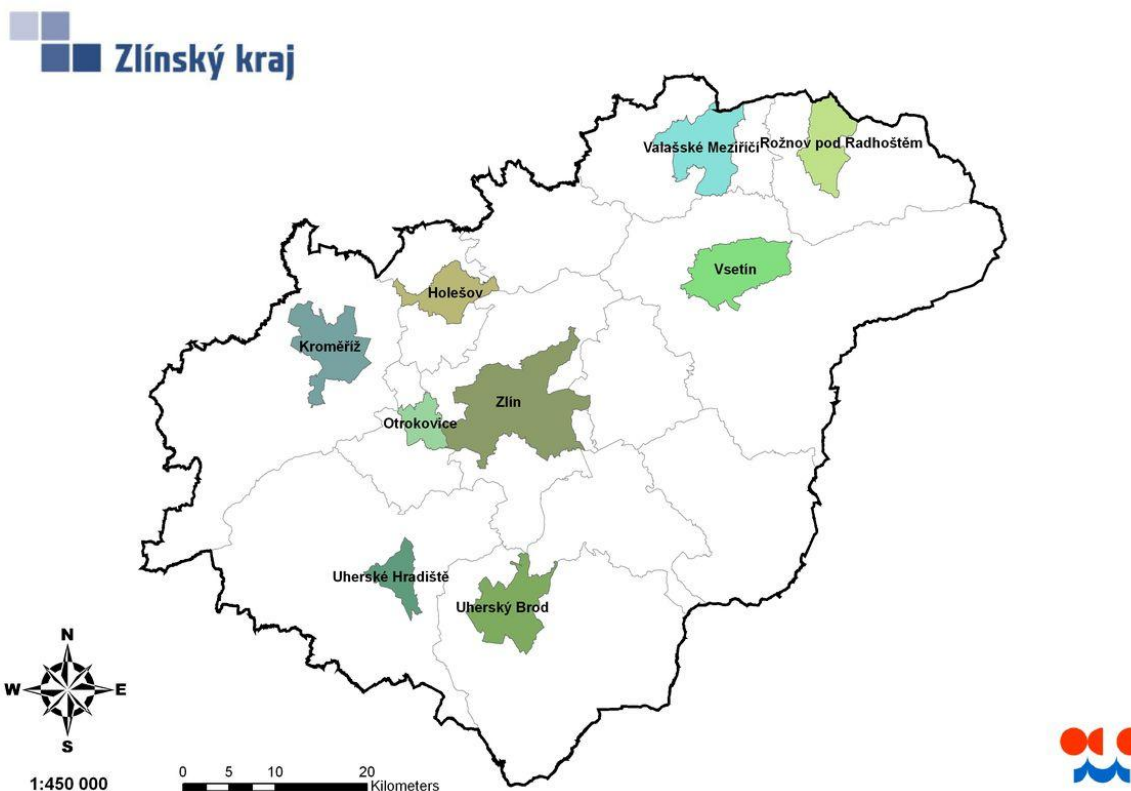 Zlínský kraj
Valašské Meziříčí
Rožnov pod Radhoštěm
Vsetín
Holešov
Kroměříž
Zlín
Otrokovice
Uherské Hradiště
Uherský Brod
N
W E
S
1:450 000
0 5 10 20
Kilometers